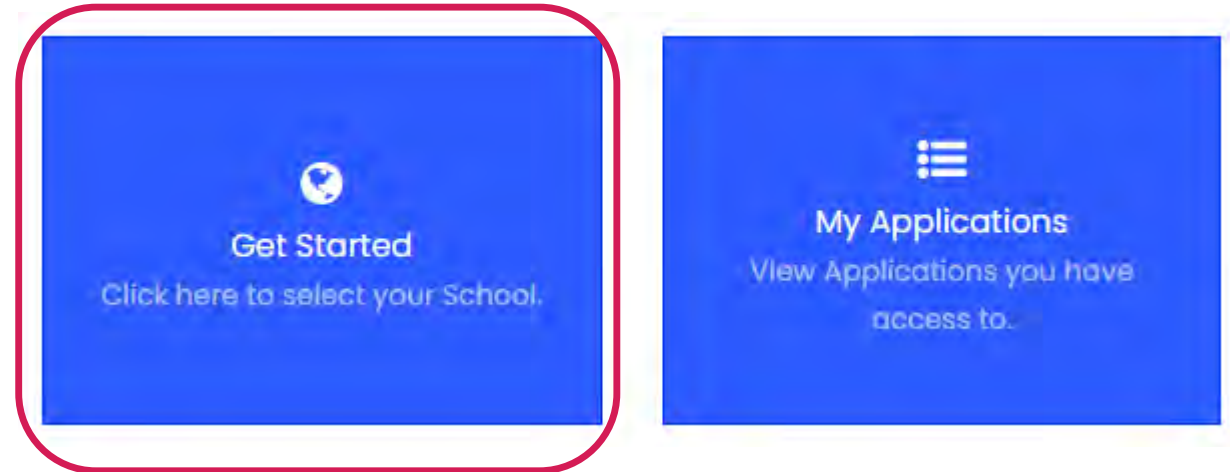 Get Started
Click here to select your School.
My Applications
View Applications you have
access to.